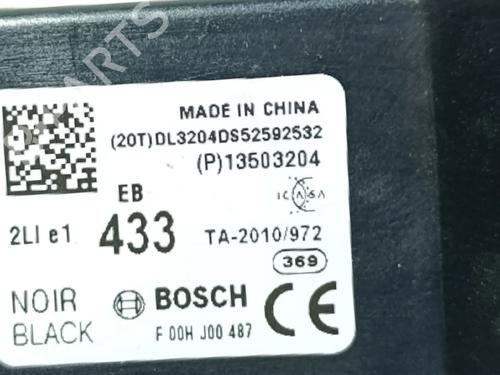 MADE IN CHINA
(20T)DL3204DS52592532
(P)13503204
EB
ICASA
2LI e1
433
TA-2010/972
369
NOIR
BLACK
BOSCH
F 00H J00 487
CE